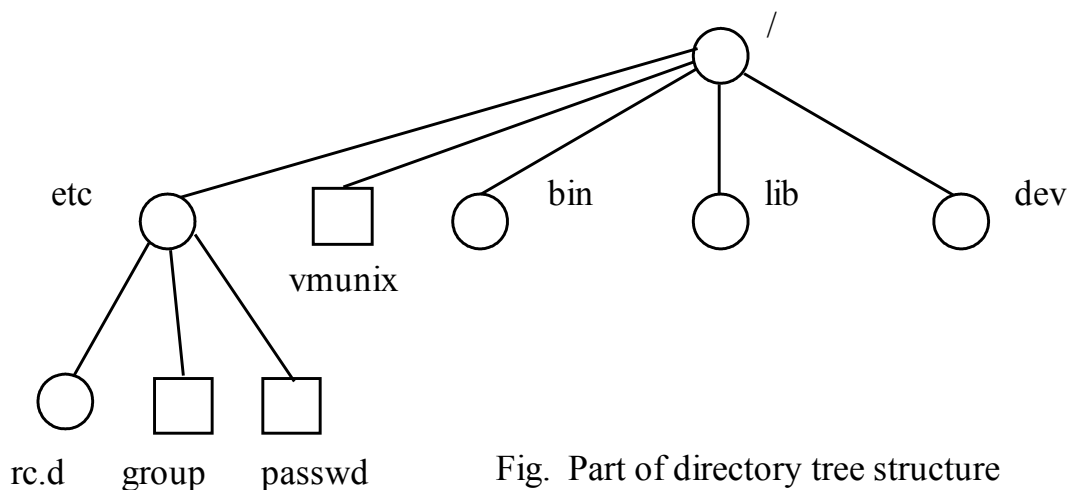 /
etc
bin
lib
dev
vmunix
rc.d
group
passwd
Fig. Part of directory tree structure